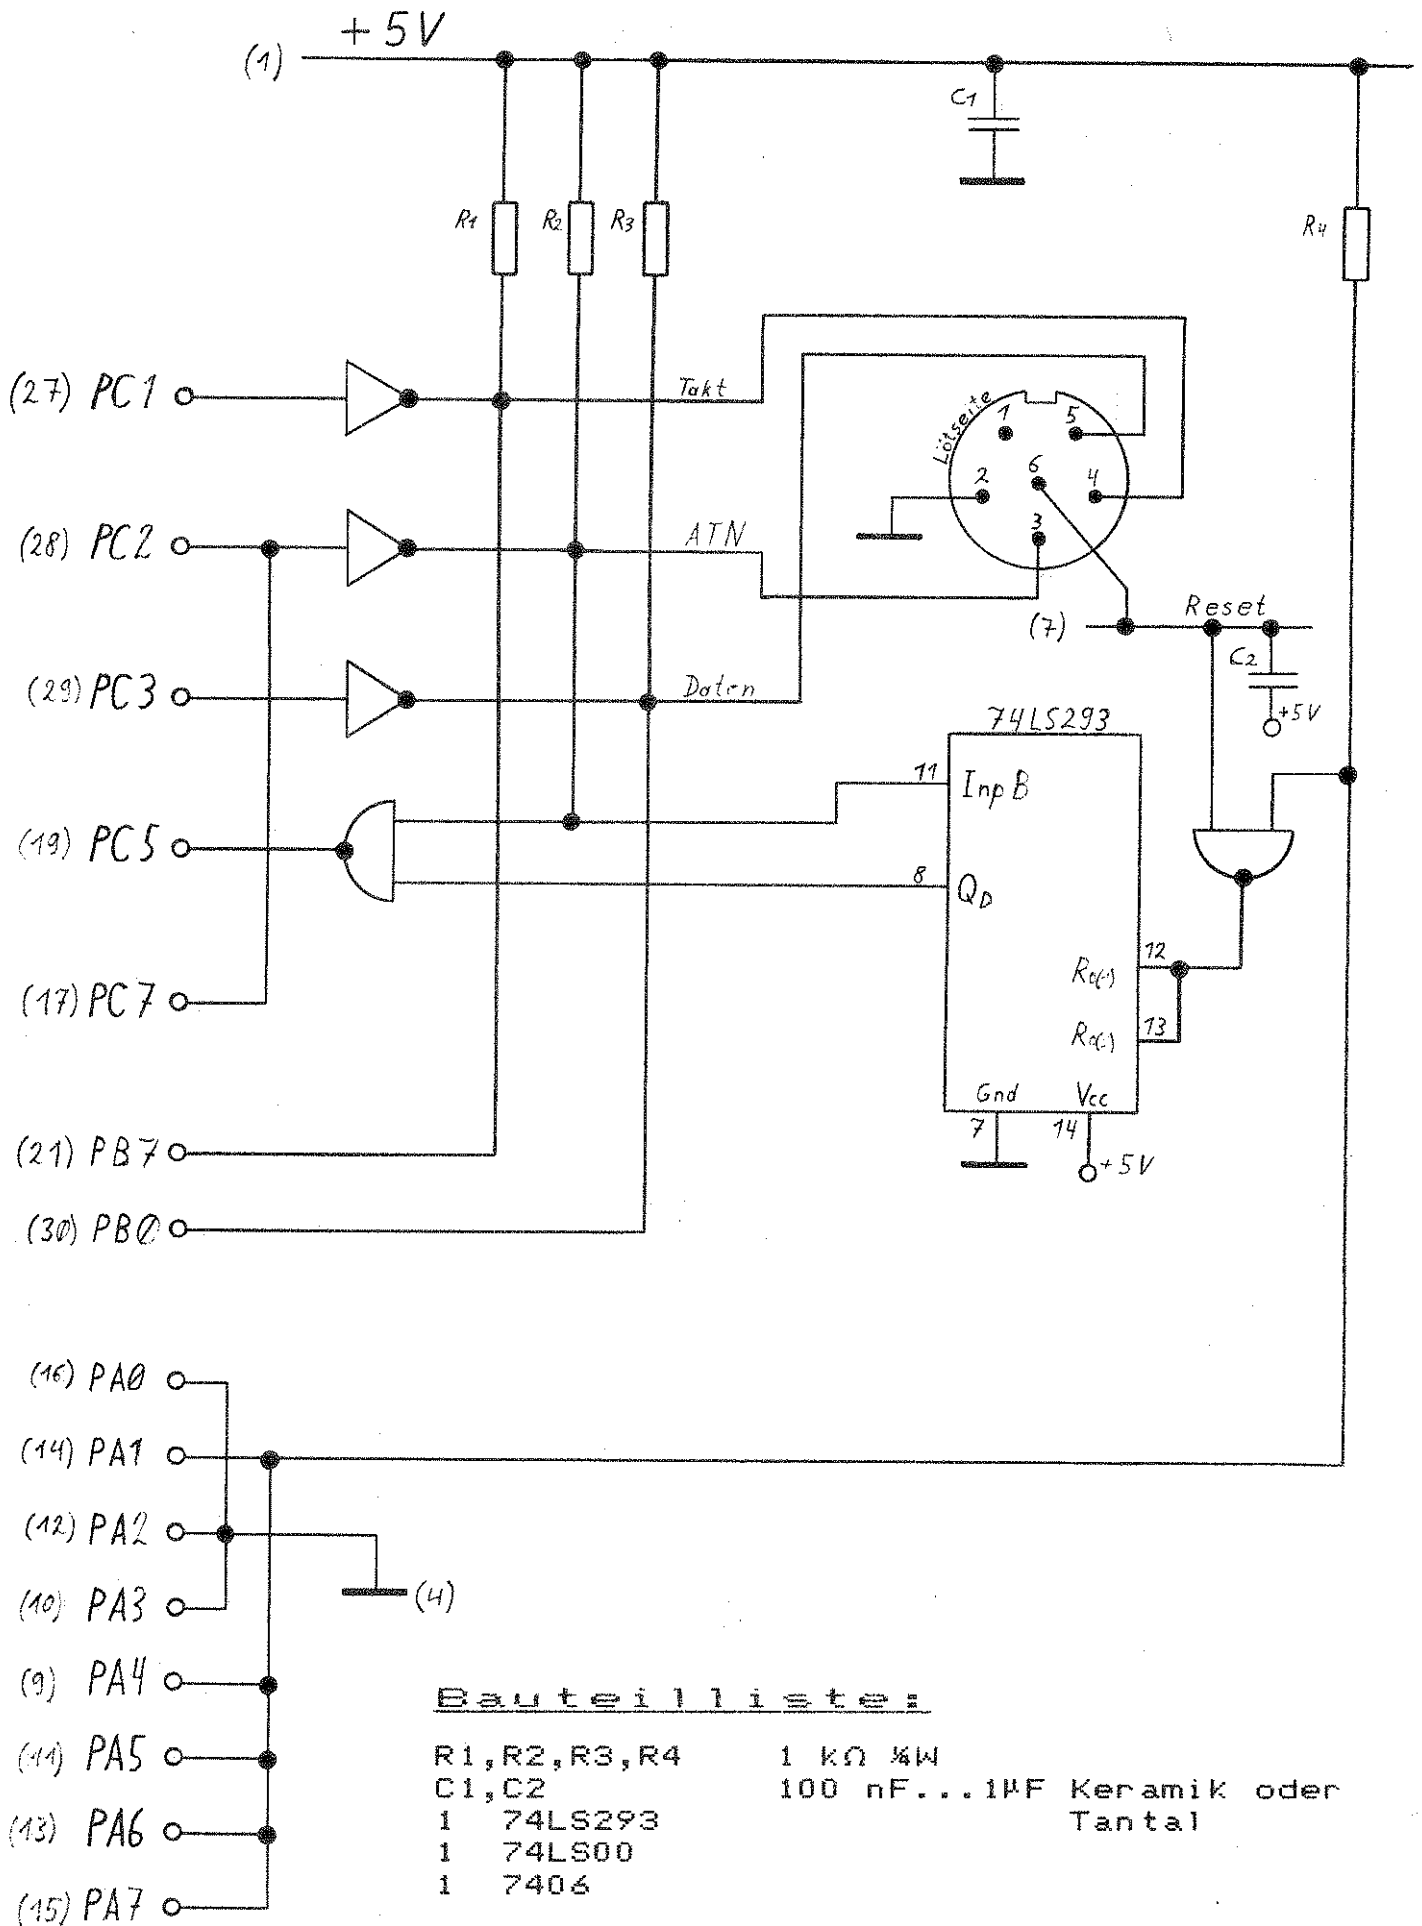 +5V
(1)
C1
R1
R2
R3
R4
(27) PC1
Takt
Lötseite
1
5
2
6
4
3
(28) PC2
ATN
Reset
(7)
C2
+5V
(29) PC3
Daten
74LS293
11
Inp B
(19) PC5
8
QD
12
13
(17) PC7
Gnd
Vcc
7
14
+5V
(21) PB7
(30) PB0
(16) PA0
(14) PA1
(12) PA2
(10) PA3
(4)
(9) PA4
(11) PA5
(13) PA6
(15) PA7
Bauteilliste:
R1,R2,R3,R4 1 kΩ ¼W
C1,C2 100 nF...1µF Keramik oder
Tantal
1 74LS293
1 74LS00
1 7406